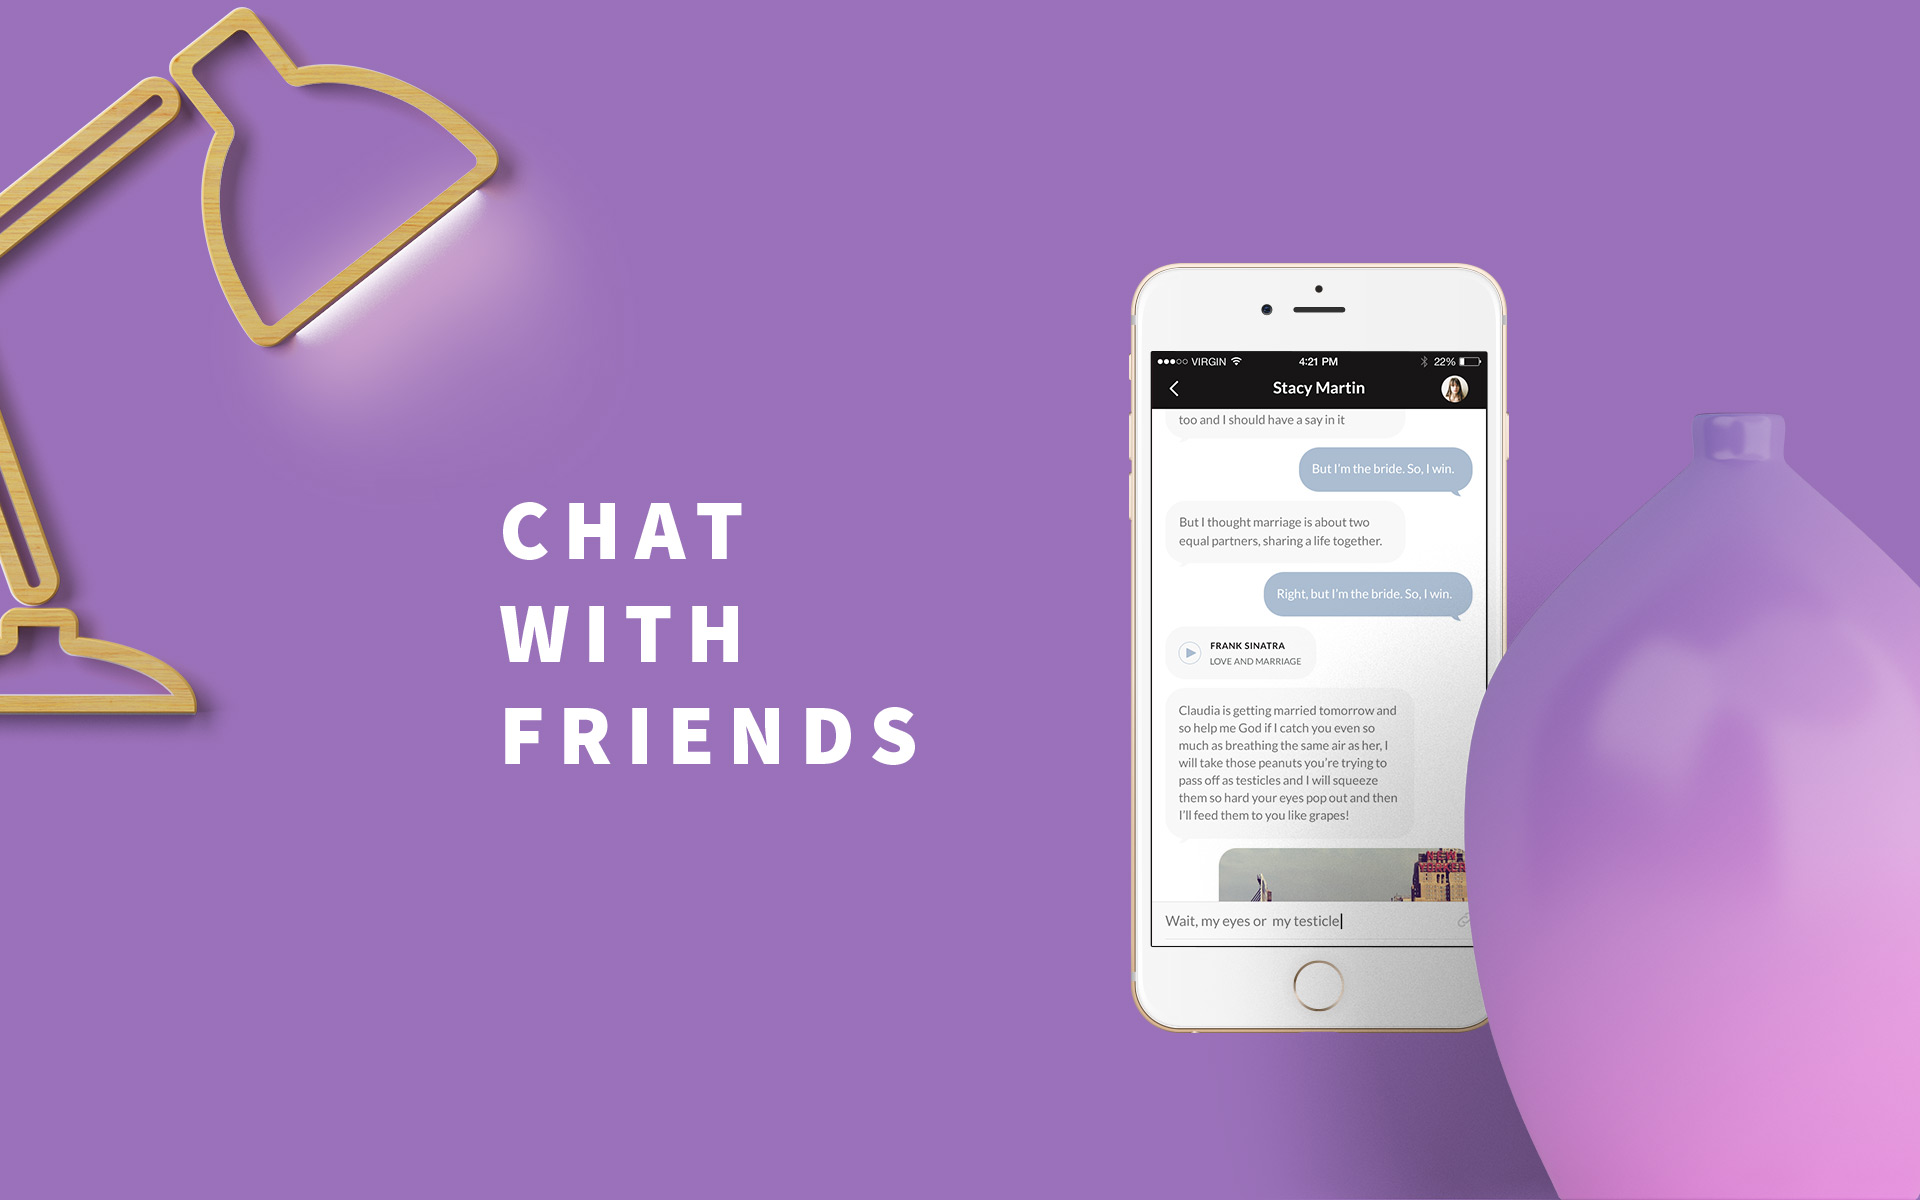 CHAT
WITH
FRIENDS
VIRGIN 4:21 PM 22%
Stacy Martin
too and I should have a say in it
But I'm the bride. So, I win.
But I thought marriage is about two
equal partners, sharing a life together.
Right, but I'm the bride. So, I win.
FRANK SINATRA
LOVE AND MARRIAGE
Claudia is getting married tomorrow and
so help me God if I catch you even so
much as breathing the same air as her, I
will take those peanuts you're trying to
pass off as testicles and I will squeeze
them so hard your eyes pop out and then
I'll feed them to you like grapes!
Wait, my eyes or my testicle